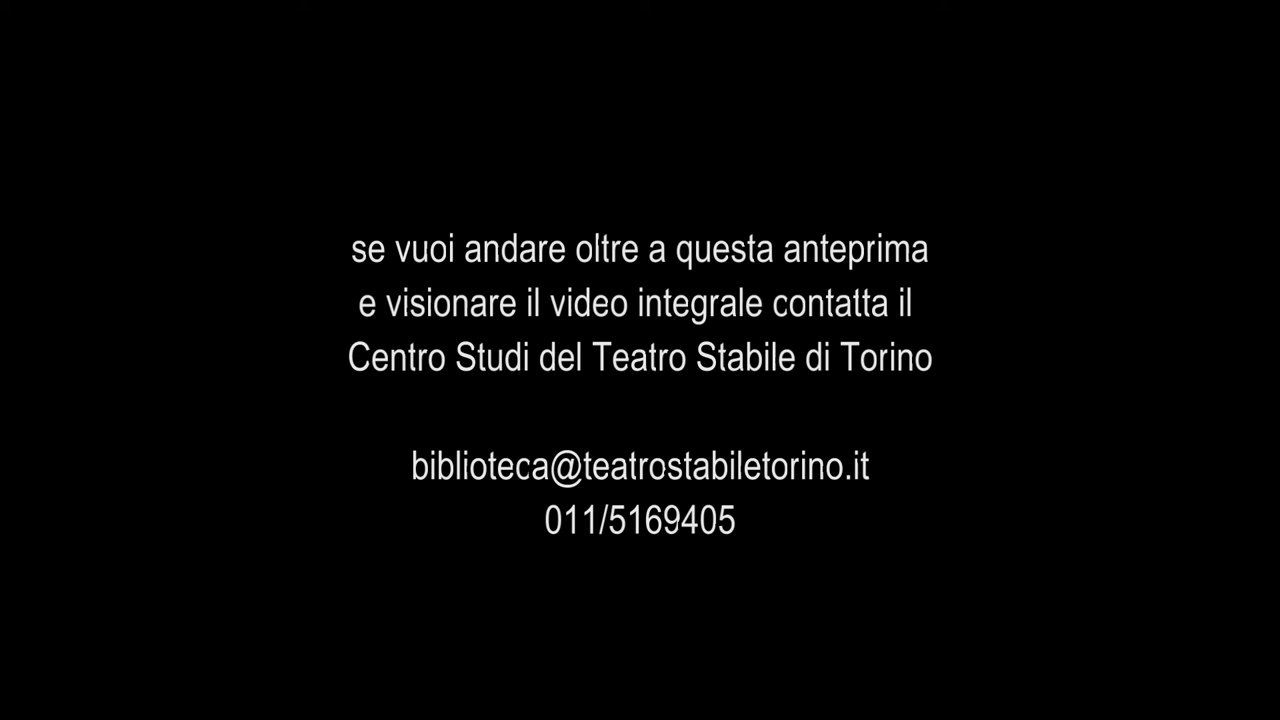 se vuoi andare oltre a questa anteprima
e visionare il video integrale contatta il
Centro Studi del Teatro Stabile di Torino
biblioteca@teatrostabiletorino.it
011/5169405